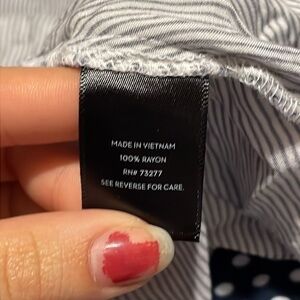 MADE IN VIETNAM
100% RAYON
RN# 73277
SEE REVERSE FOR CARE.